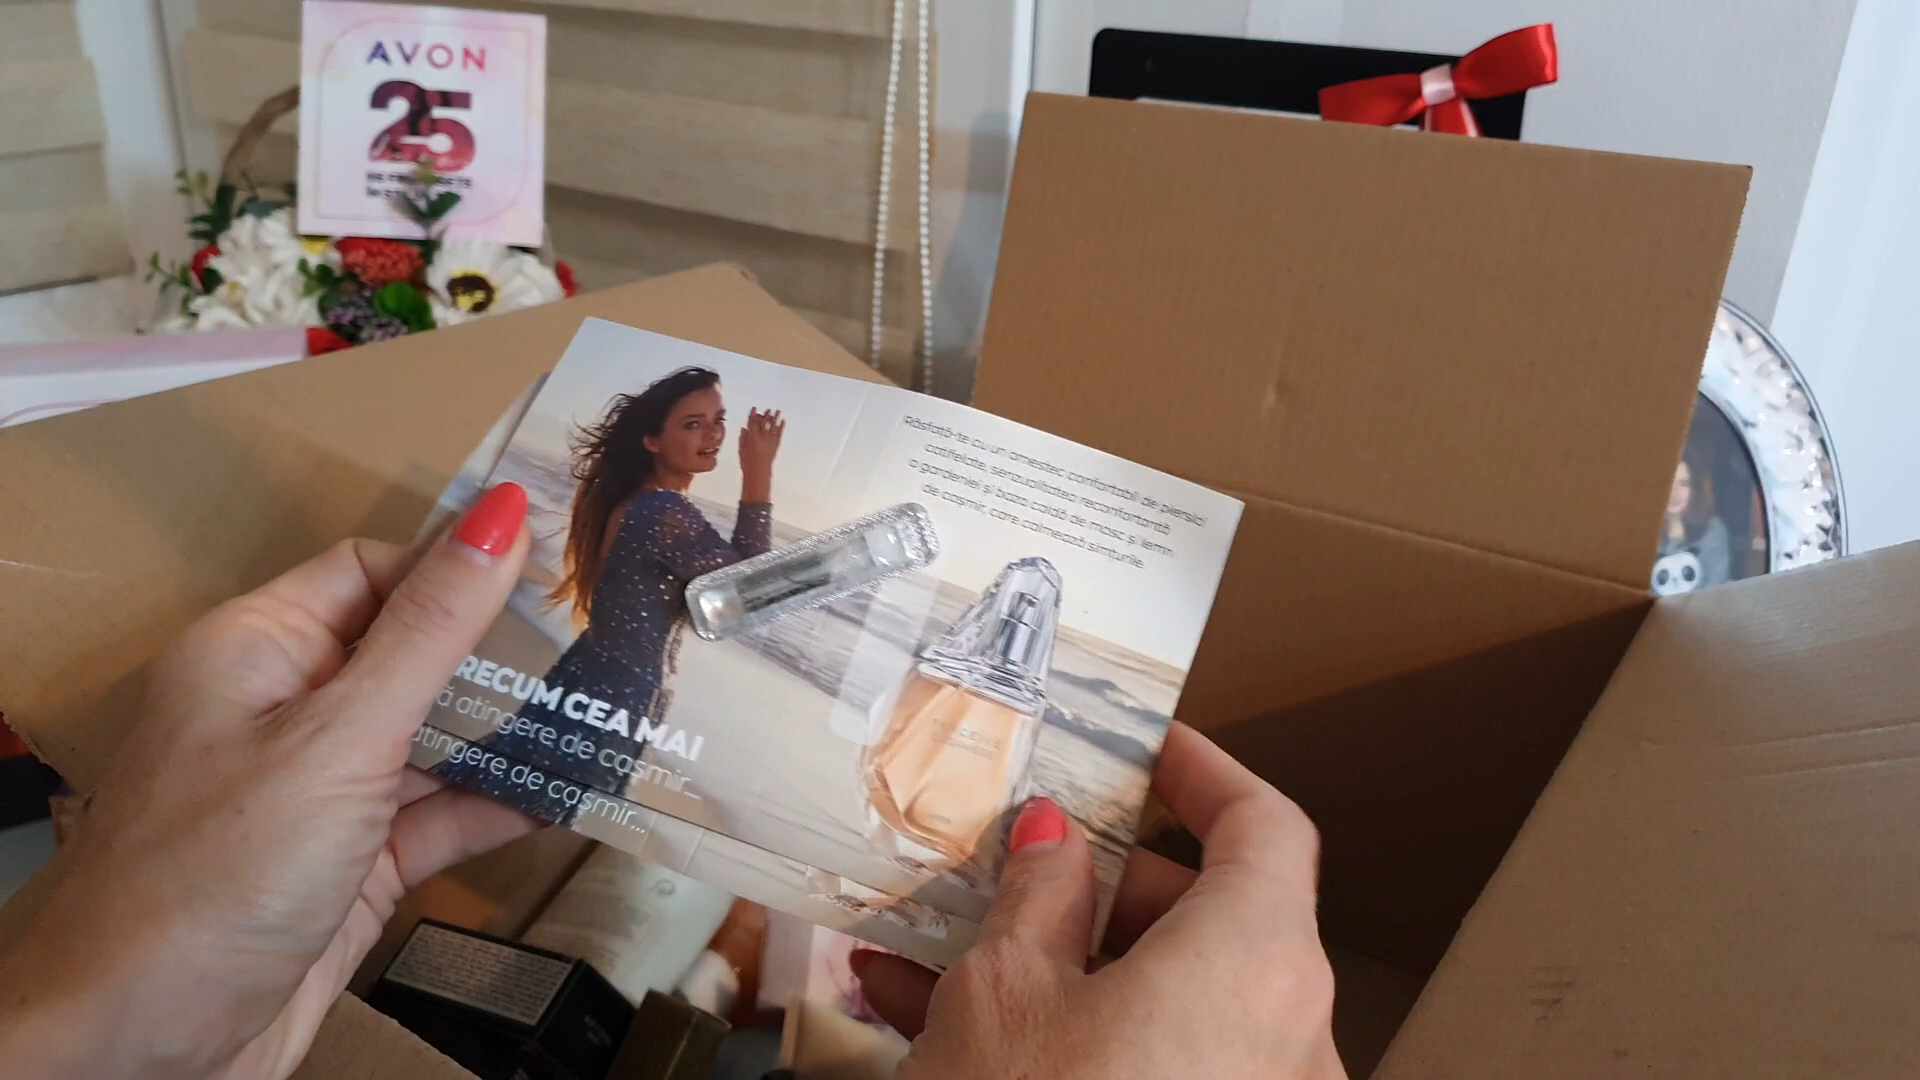 AVON
25
Răsfață-te cu un amestec confortabil de piersici
catifelate, senzualitatea reconfortantă
a gardeniei și baza caldă de mosc și lemn
de cașmir, care calmează simțurile.
RECUM CEA MAI
ă atingere de cașmir...
atingere de cașmir...